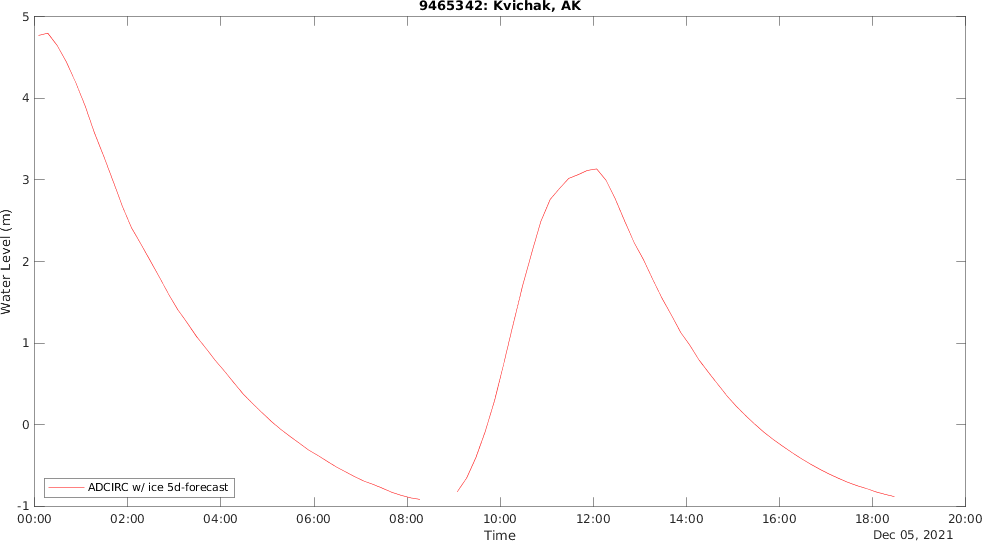 9465342: Kvichak, AK
Water Level (m)
5
4
3
2
1
0
-1
ADCIRC w/ ice 5d-forecast
00:00 02:00 04:00 06:00 08:00 10:00 12:00 14:00 16:00 18:00 20:00
Time
Dec 05, 2021